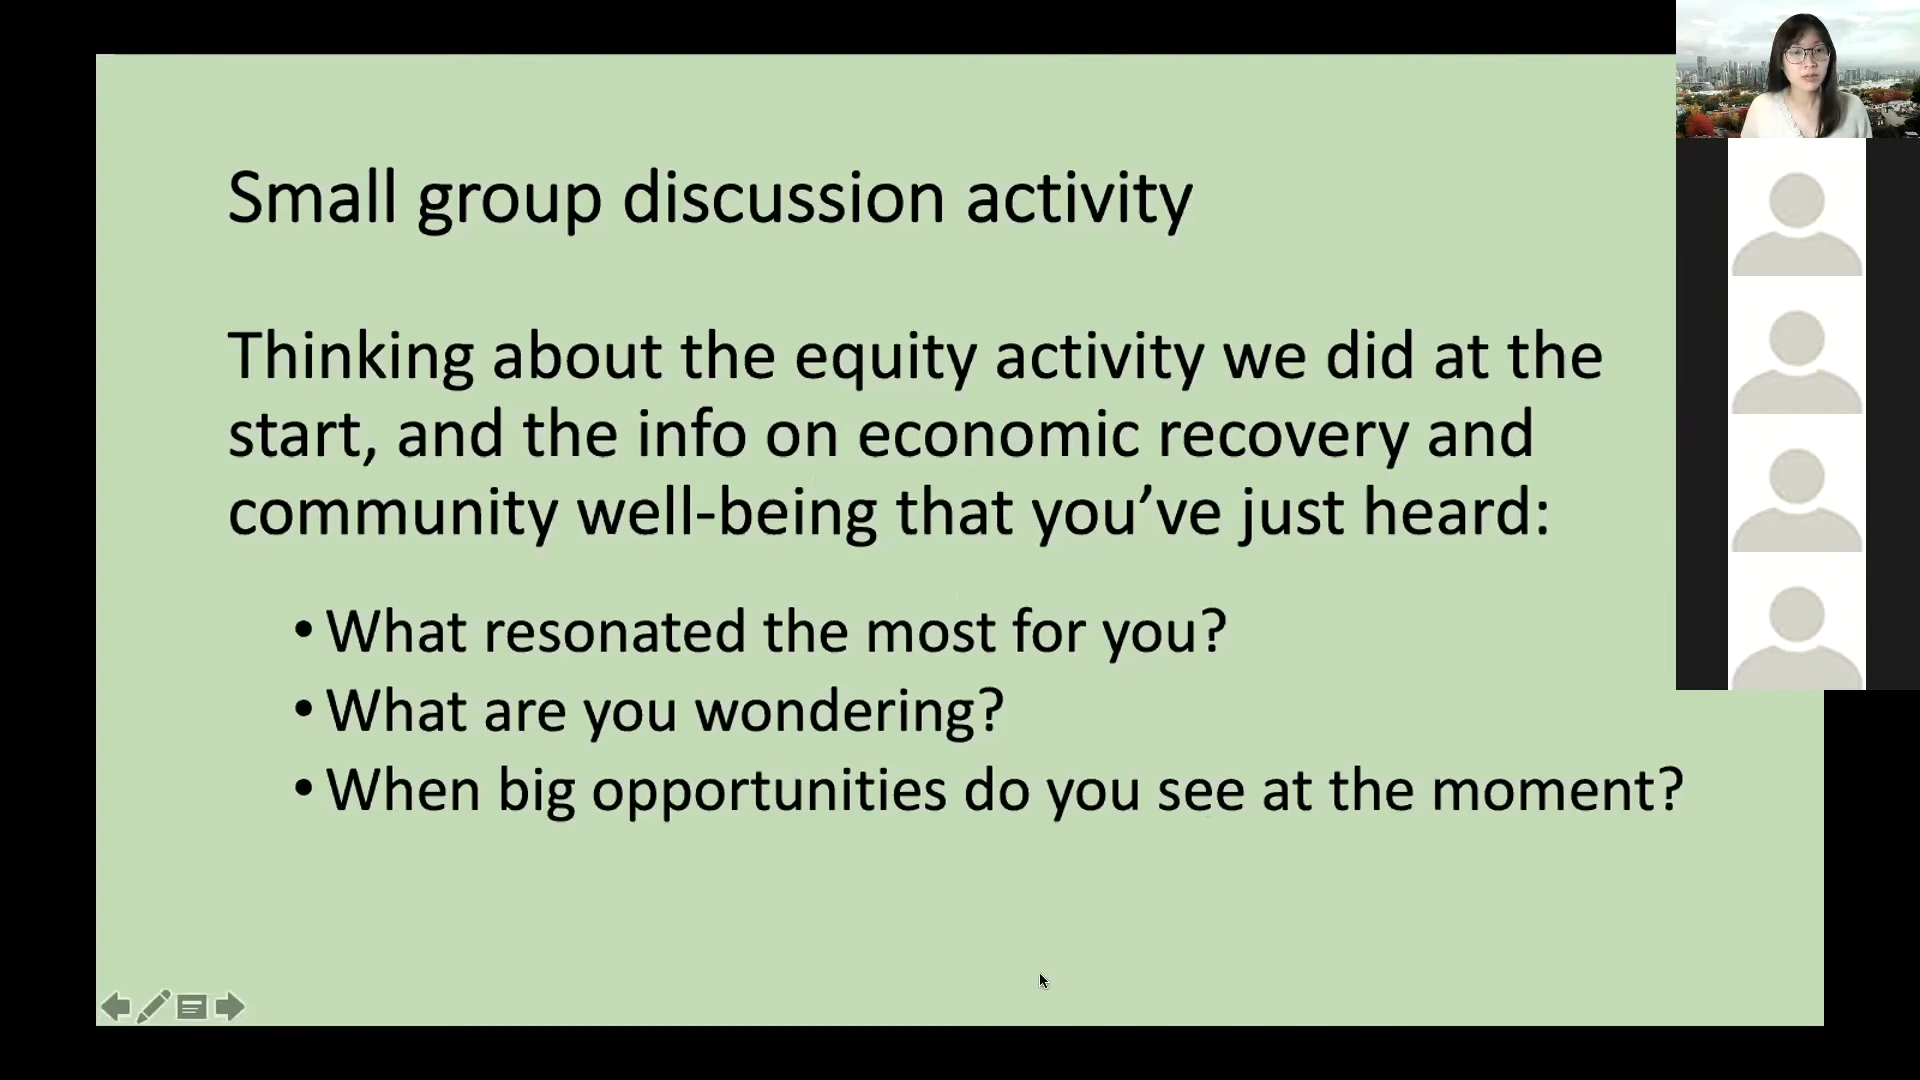 Small group discussion activity
Thinking about the equity activity we did at the
start, and the info on economic recovery and
community well-being that you’ve just heard:
• What resonated the most for you?
• What are you wondering?
• When big opportunities do you see at the moment?